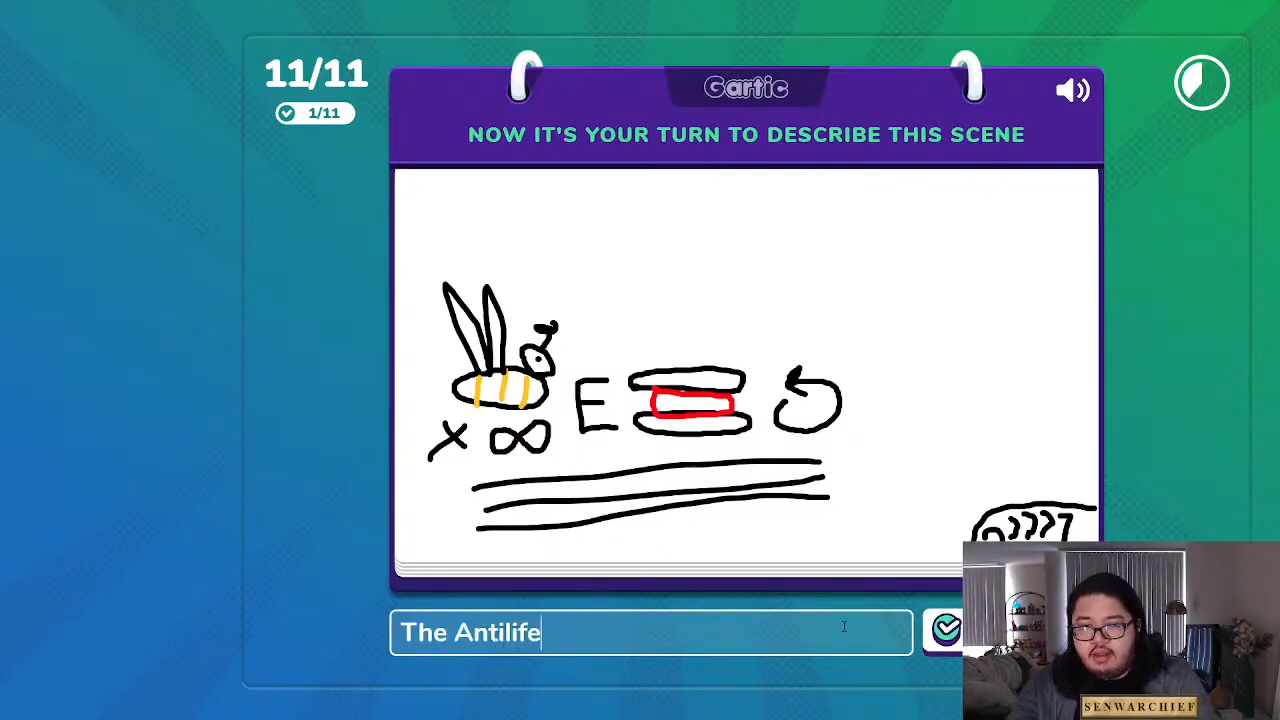 11/11
1/11
Gartic
NOW IT'S YOUR TURN TO DESCRIBE THIS SCENE
E
x ∞
The Antilife
SENWARCHIEF